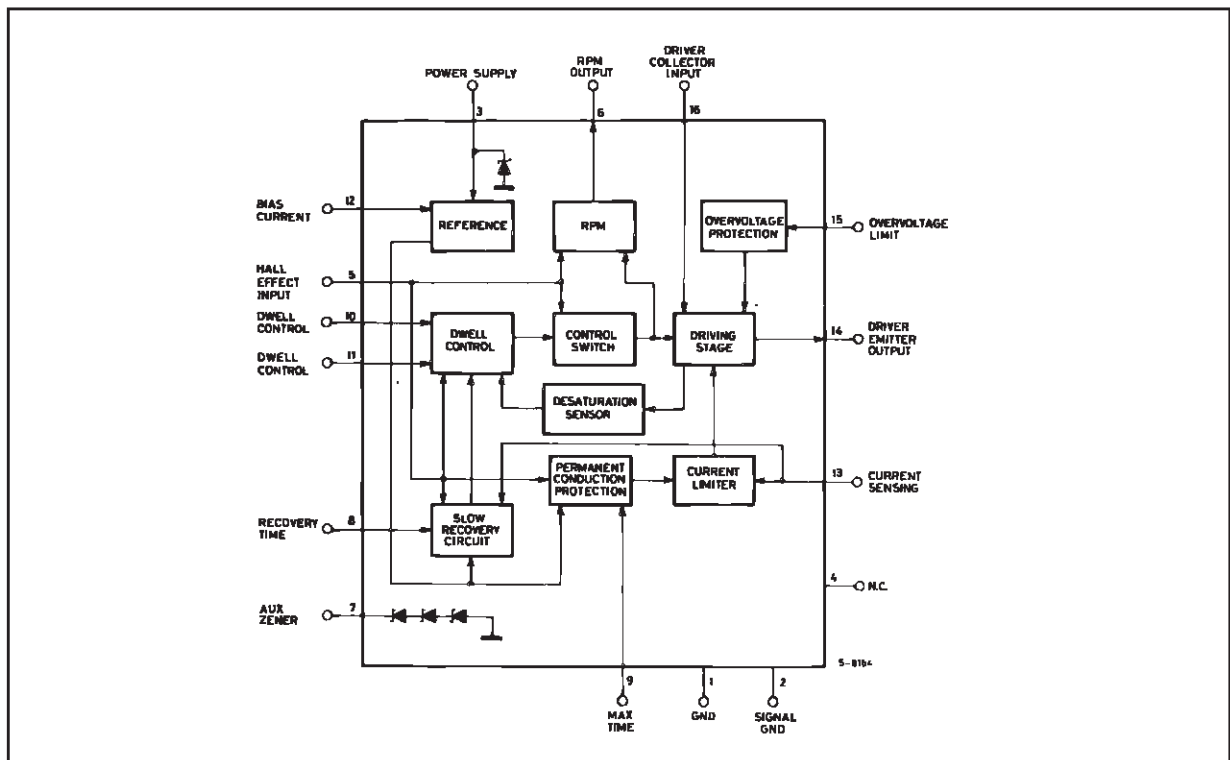 POWER SUPPLY
RPM
OUTPUT
DRIVER
COLLECTOR
INPUT
3
6
16
BIAS
CURRENT
12
REFERENCE
RPM
OVERVOLTAGE
PROTECTION
15
OVERVOLTAGE
LIMIT
HALL
EFFECT
INPUT
5
DWELL
CONTROL
10
DWELL
CONTROL
CONTROL
SWITCH
DRIVING
STAGE
14
DRIVER
EMITTER
OUTPUT
DWELL
CONTROL
11
DESATURATION
SENSOR
PERMANENT
CONDUCTION
PROTECTION
CURRENT
LIMITER
13
CURRENT
SENSING
RECOVERY
TIME
8
SLOW
RECOVERY
CIRCUIT
4
N.C.
AUX
ZENER
7
S-8164
9
1
2
MAX
TIME
GND
SIGNAL
GND